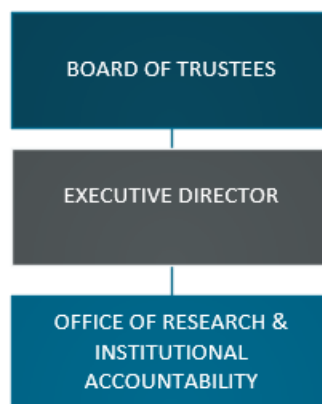 BOARD OF TRUSTEES
EXECUTIVE DIRECTOR
OFFICE OF RESEARCH &
INSTITUTIONAL
ACCOUNTABILITY